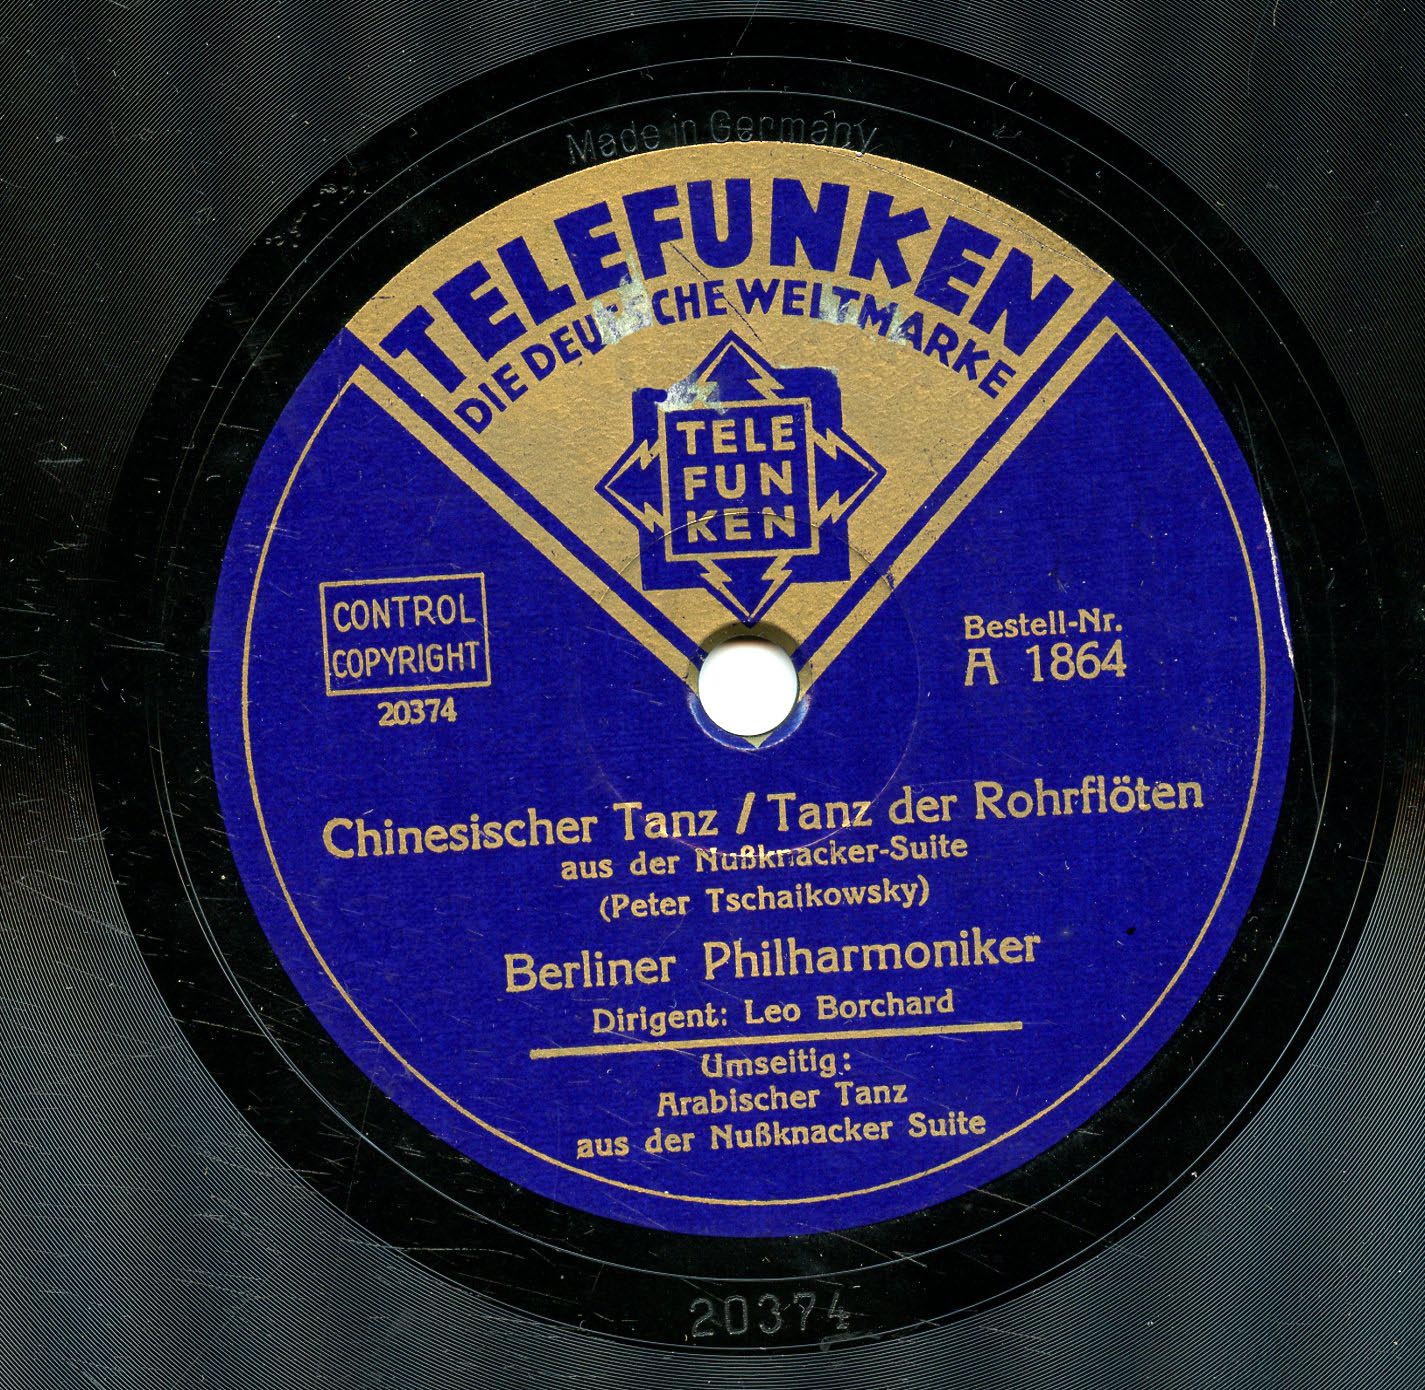 Made in Germany
TELEFUNKEN
DIE DEUTSCHE WELTMARKE
TELE
FUN
KEN
CONTROL
COPYRIGHT
20374
Bestell-Nr.
A 1864
Chinesischer Tanz / Tanz der Rohrflöten
aus der Nußknacker-Suite
(Peter Tschaikowsky)
Berliner Philharmoniker
Dirigent: Leo Borchard
Umseitig:
Arabischer Tanz
aus der Nußknacker Suite
20374